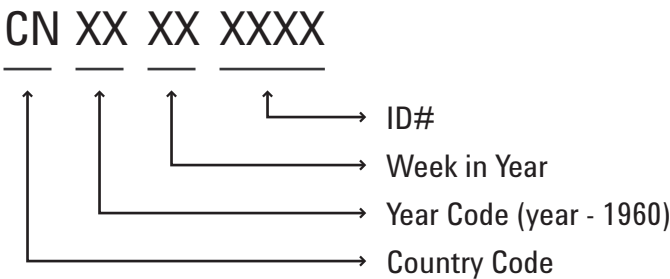 CN XX XX XXXX
ID#
Week in Year
Year Code (year - 1960)
Country Code